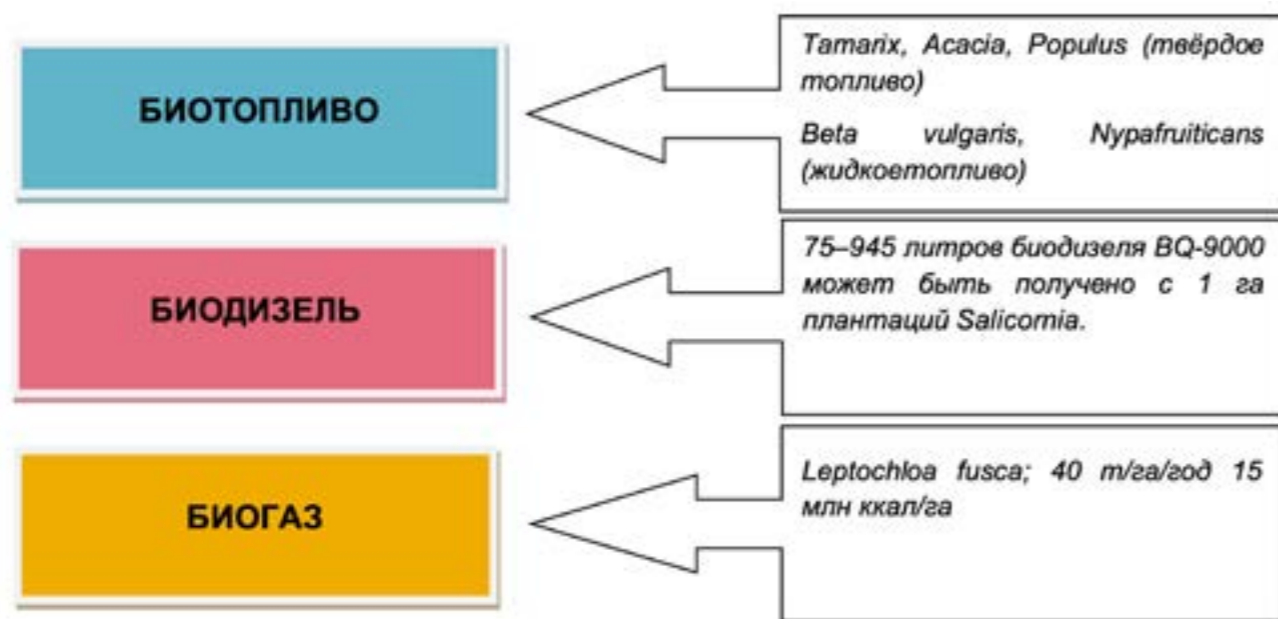 БИОТОПЛИВО
Tamarix, Acacia, Populus (твёрдое
топливо)
Beta vulgaris, Nypafruiticans
(жидкоетопливо)
БИОДИЗЕЛЬ
75–945 литров биодизеля BQ-9000
может быть получено с 1 га
плантаций Salicornia.
БИОГАЗ
Leptochloa fusca; 40 т/га/год 15
млн ккал/га